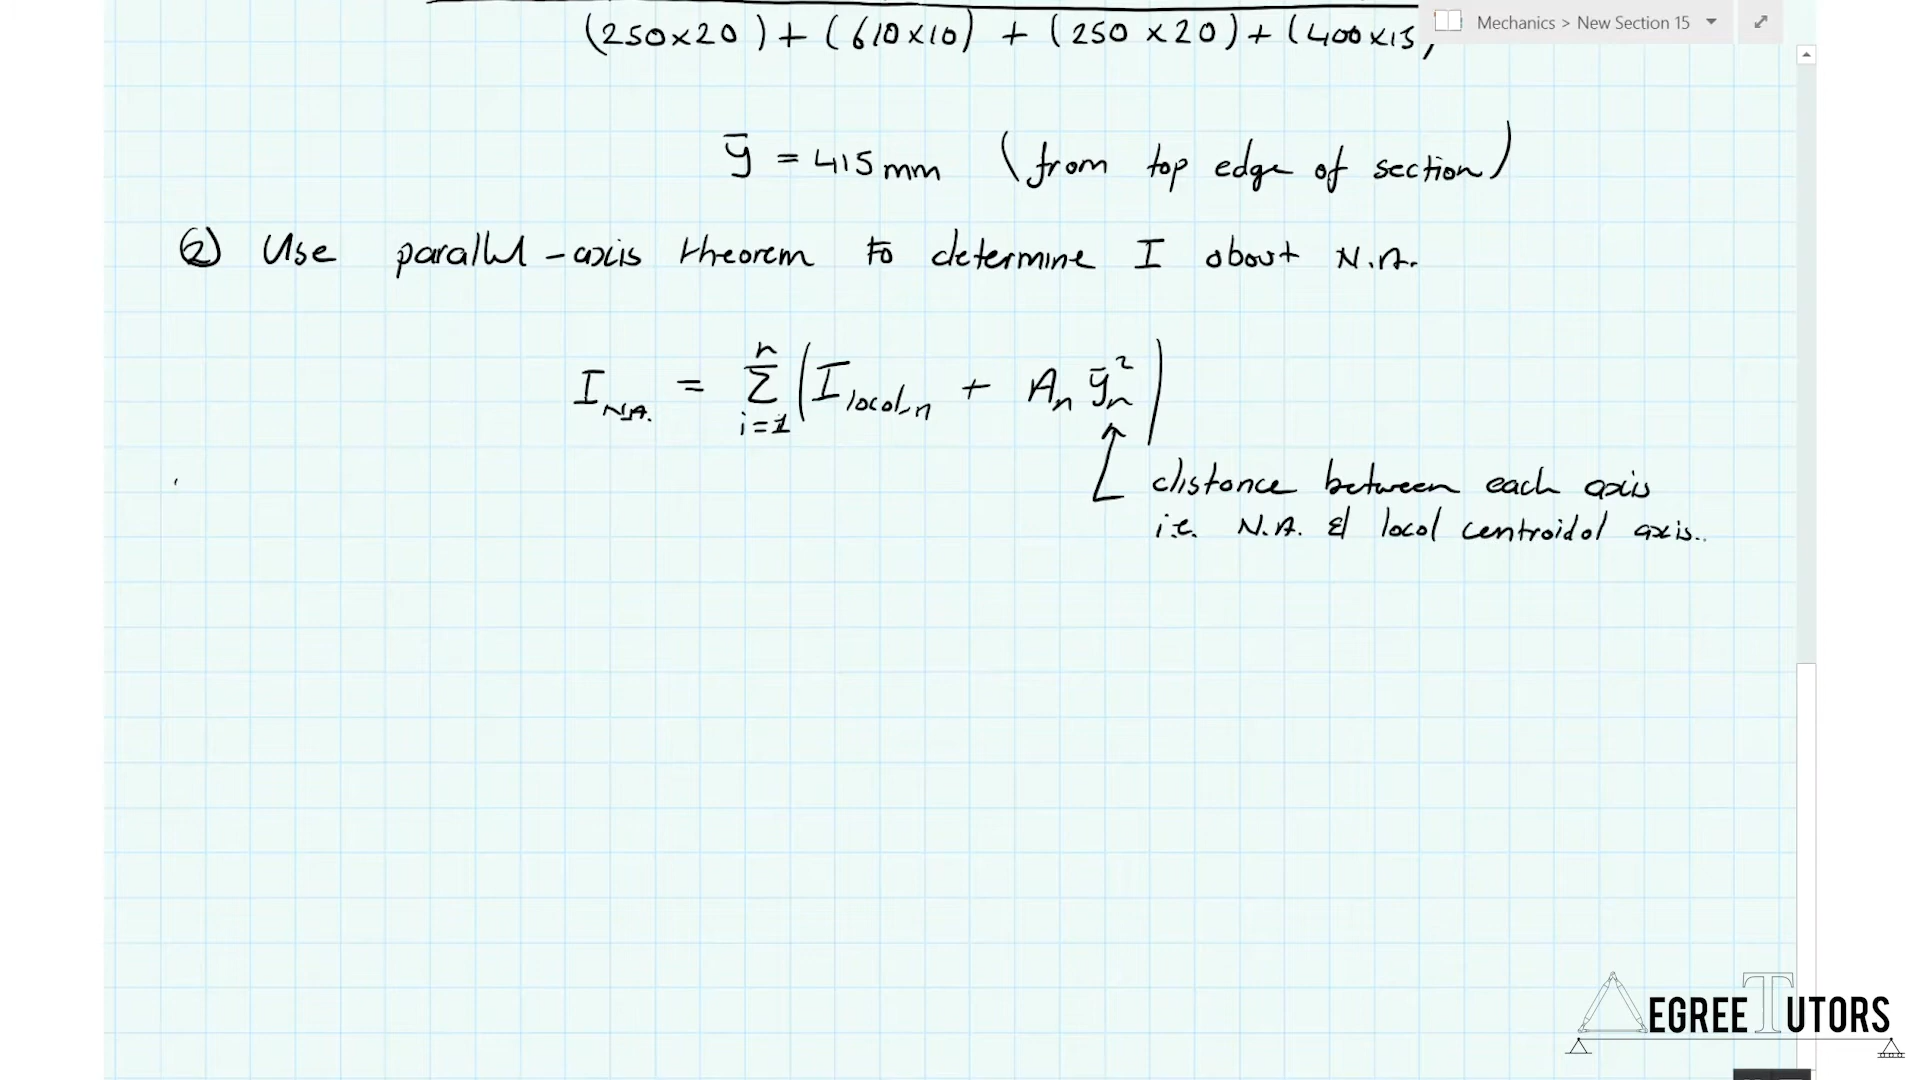 (250×20) + (610×10) + (250×20) + (400×15)
Mechanics > New Section 15
ȳ = 415 mm (from top edge of section)
② Use parallel-axis theorem to determine I about N.A.
I_N.A. = Σ_{i=1}^{n} (I_local,n + A_n ȳ_n²)
distance between each axis
i.e. N.A. & local centroidal axis..
DEGREE TUTORS